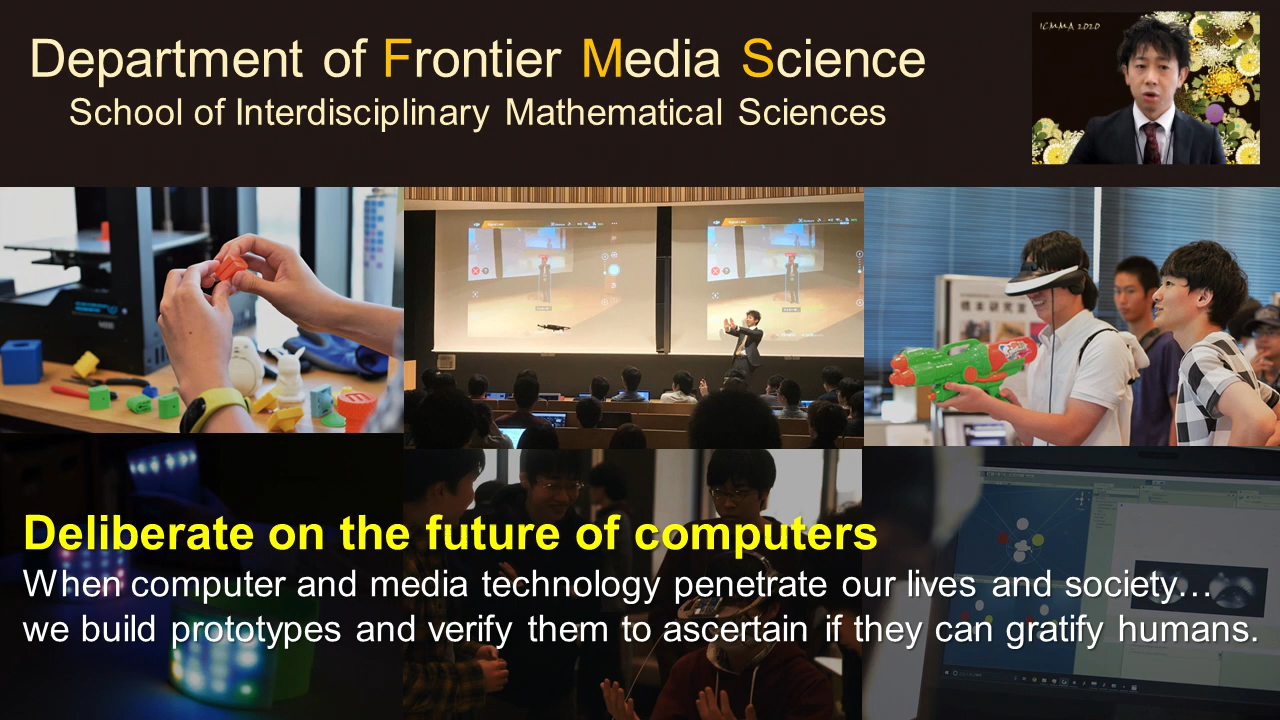 Department of Frontier Media Science
School of Interdisciplinary Mathematical Sciences
ICMMA 2020
Deliberate on the future of computers
When computer and media technology penetrate our lives and society…
we build prototypes and verify them to ascertain if they can gratify humans.